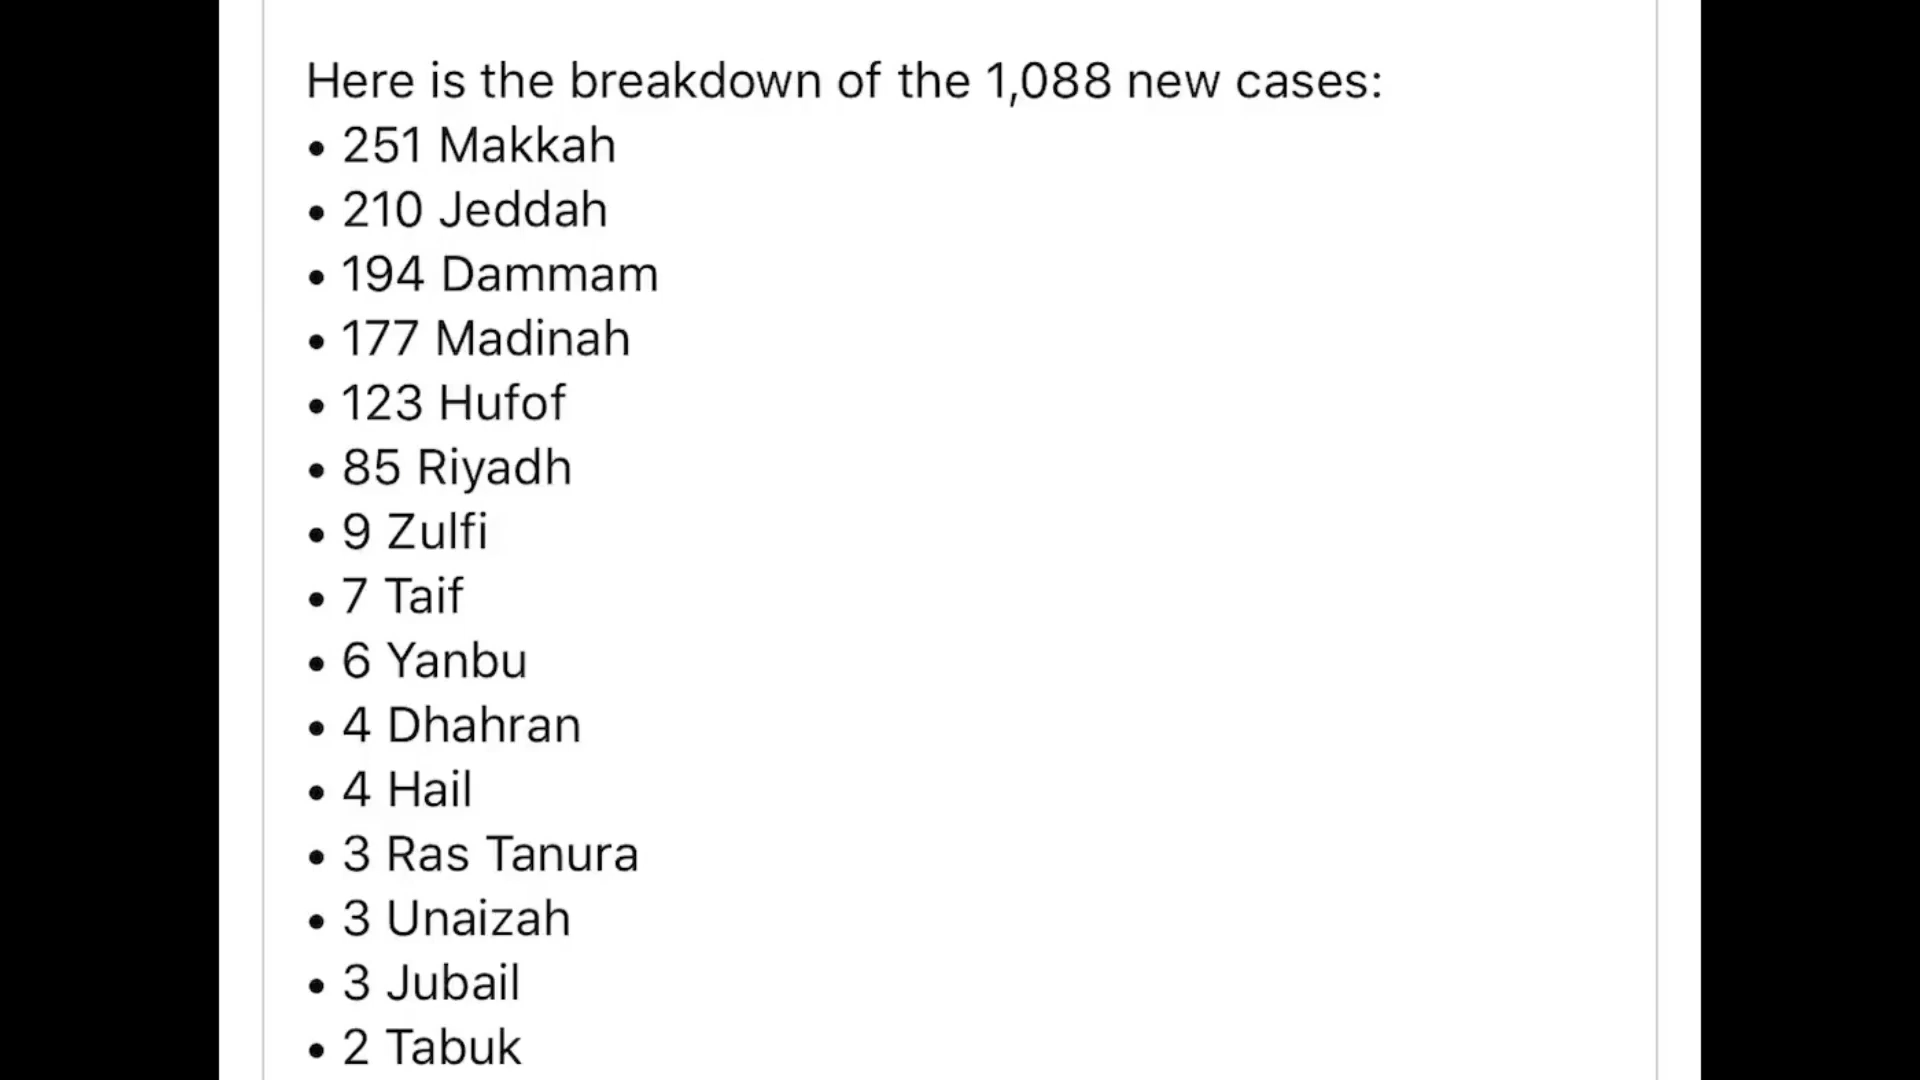 Here is the breakdown of the 1,088 new cases:
• 251 Makkah
• 210 Jeddah
• 194 Dammam
• 177 Madinah
• 123 Hufof
• 85 Riyadh
• 9 Zulfi
• 7 Taif
• 6 Yanbu
• 4 Dhahran
• 4 Hail
• 3 Ras Tanura
• 3 Unaizah
• 3 Jubail
• 2 Tabuk